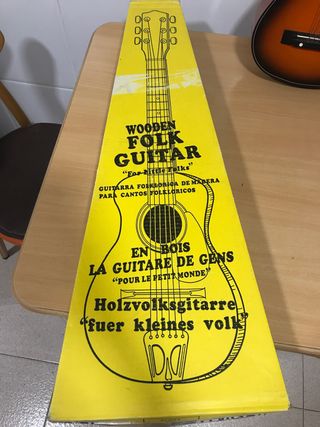 WOODEN
FOLK
GUITAR
"For Little Folks"
GUITARRA FOLKLORICA DE MADERA
PARA CANTOS FOLKLORICOS
EN BOIS
LA GUITARE DE GENS
"POUR LE PETIT MONDE"
Holzvolksgitarre
"fuer kleines volk"